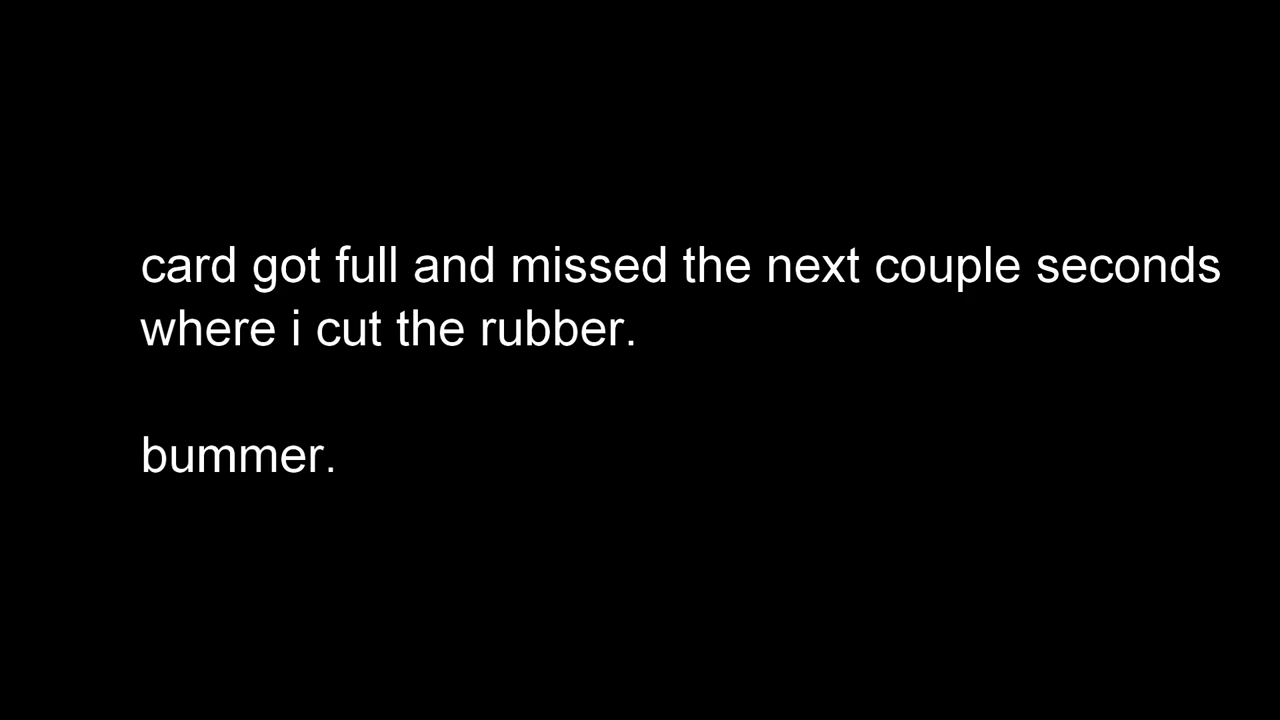 card got full and missed the next couple seconds
where i cut the rubber.
bummer.